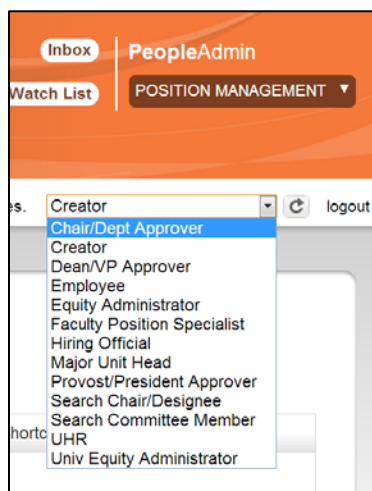 Inbox
PeopleAdmin
Watch List
POSITION MANAGEMENT
es. Creator logout
Chair/Dept Approver
Creator
Dean/VP Approver
Employee
Equity Administrator
Faculty Position Specialist
Hiring Official
Major Unit Head
Provost/President Approver
Search Chair/Designee
Search Committee Member
hortc
UHR
Univ Equity Administrator